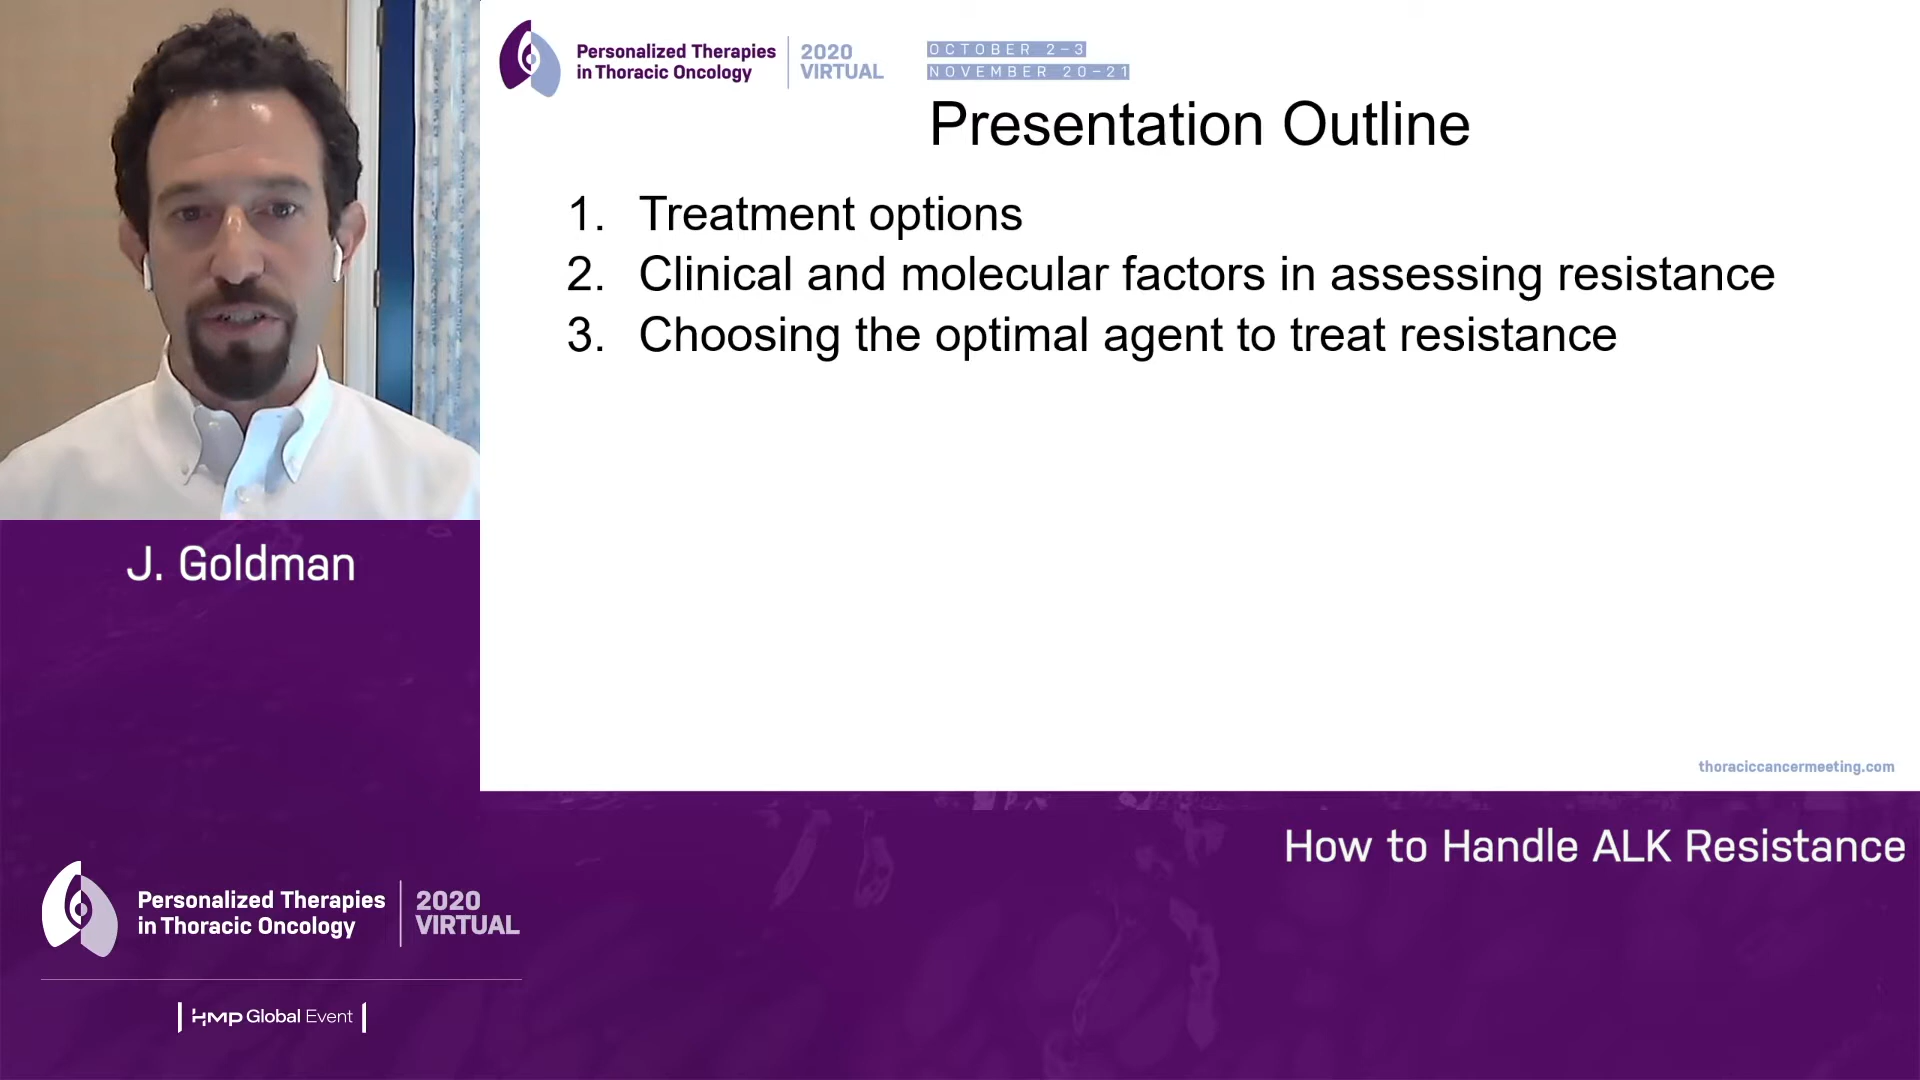 Personalized Therapies
in Thoracic Oncology
2020
VIRTUAL
OCTOBER 2–3
NOVEMBER 20–21
Presentation Outline
1. Treatment options
2. Clinical and molecular factors in assessing resistance
3. Choosing the optimal agent to treat resistance
thoraciccancermeeting.com
J. Goldman
How to Handle ALK Resistance
Personalized Therapies
in Thoracic Oncology
2020
VIRTUAL
HMP Global Event